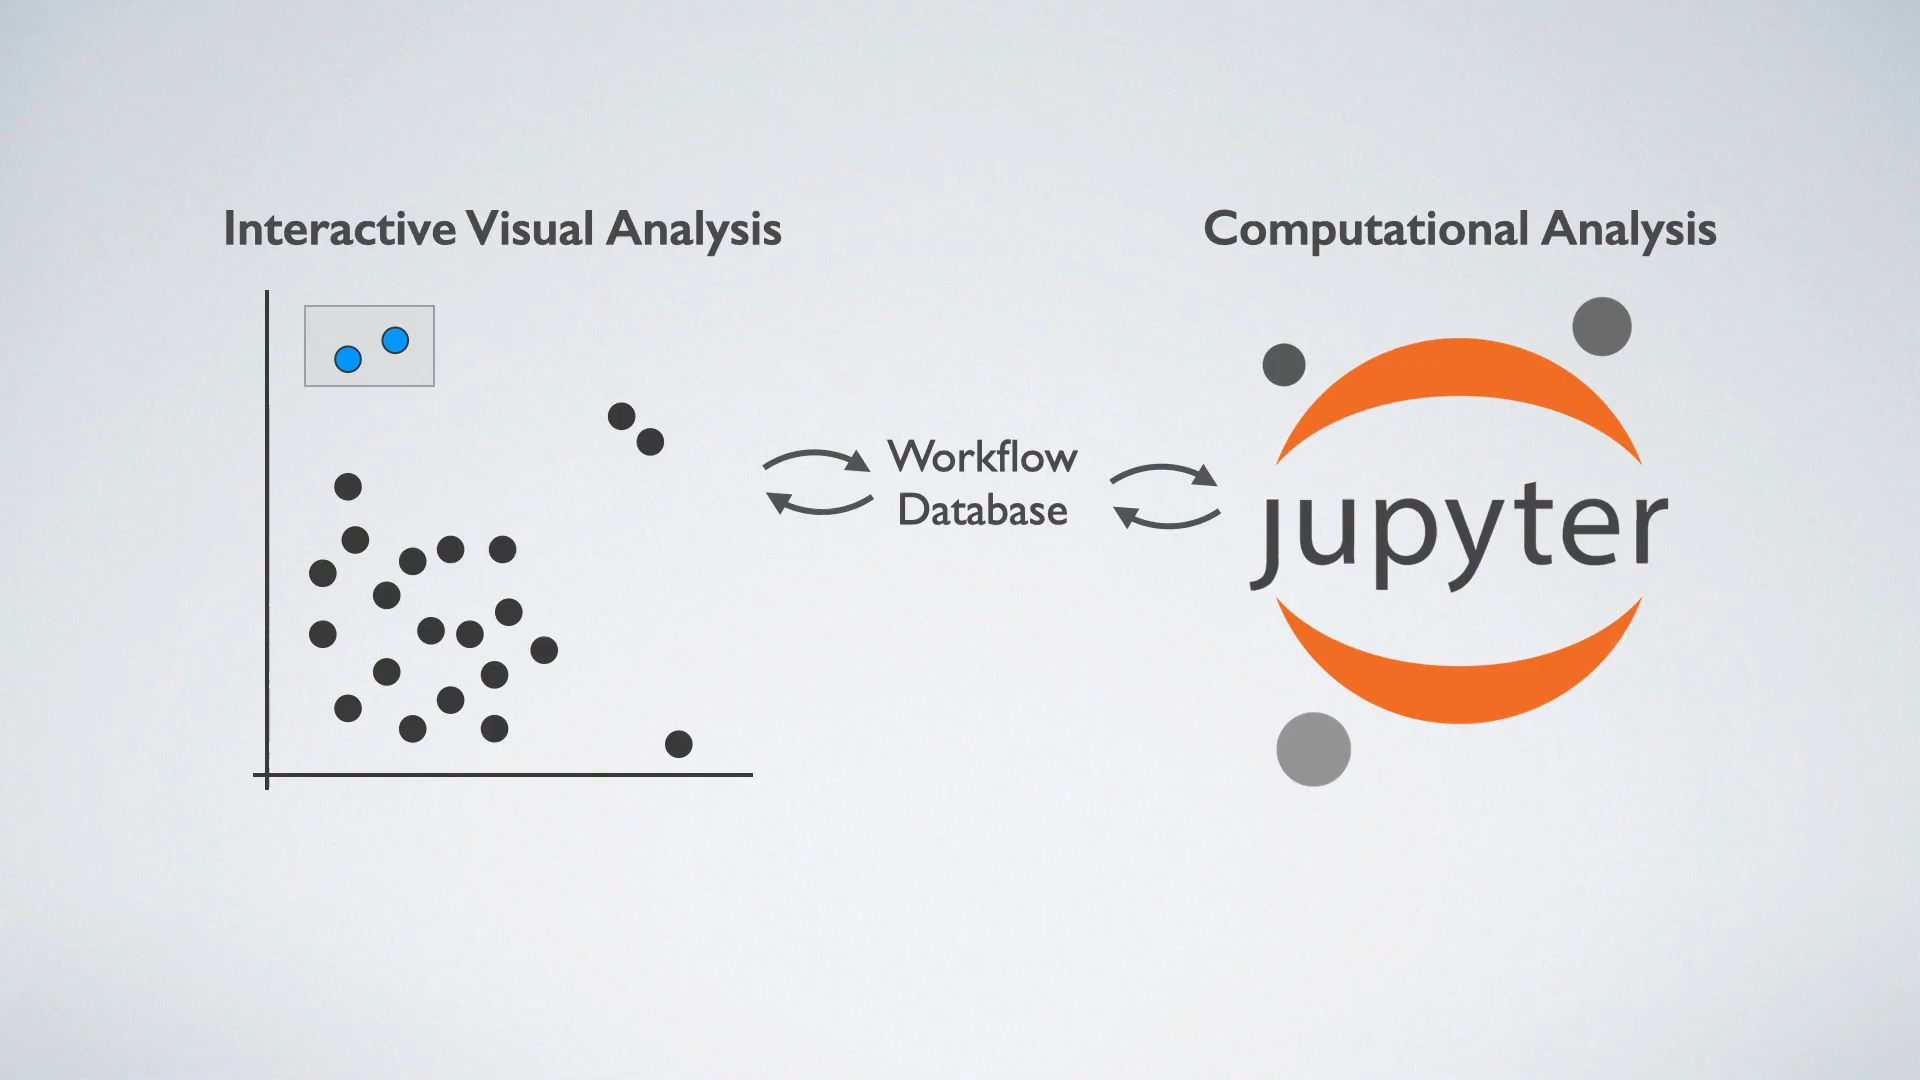 Interactive Visual Analysis
Computational Analysis
Workflow
Database
jupyter